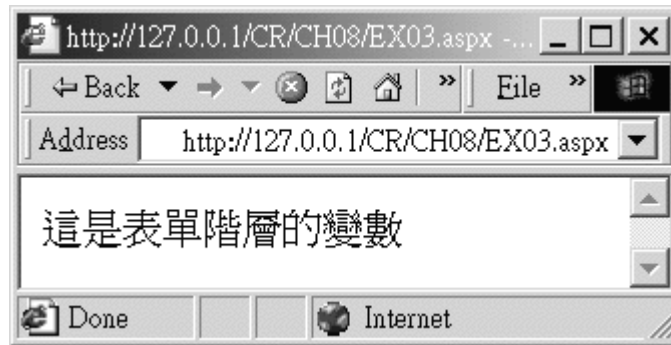 http://127.0.0.1/CR/CH08/EX03.aspx -...
Back » File »
Address http://127.0.0.1/CR/CH08/EX03.aspx
這是表單階層的變數
Done Internet